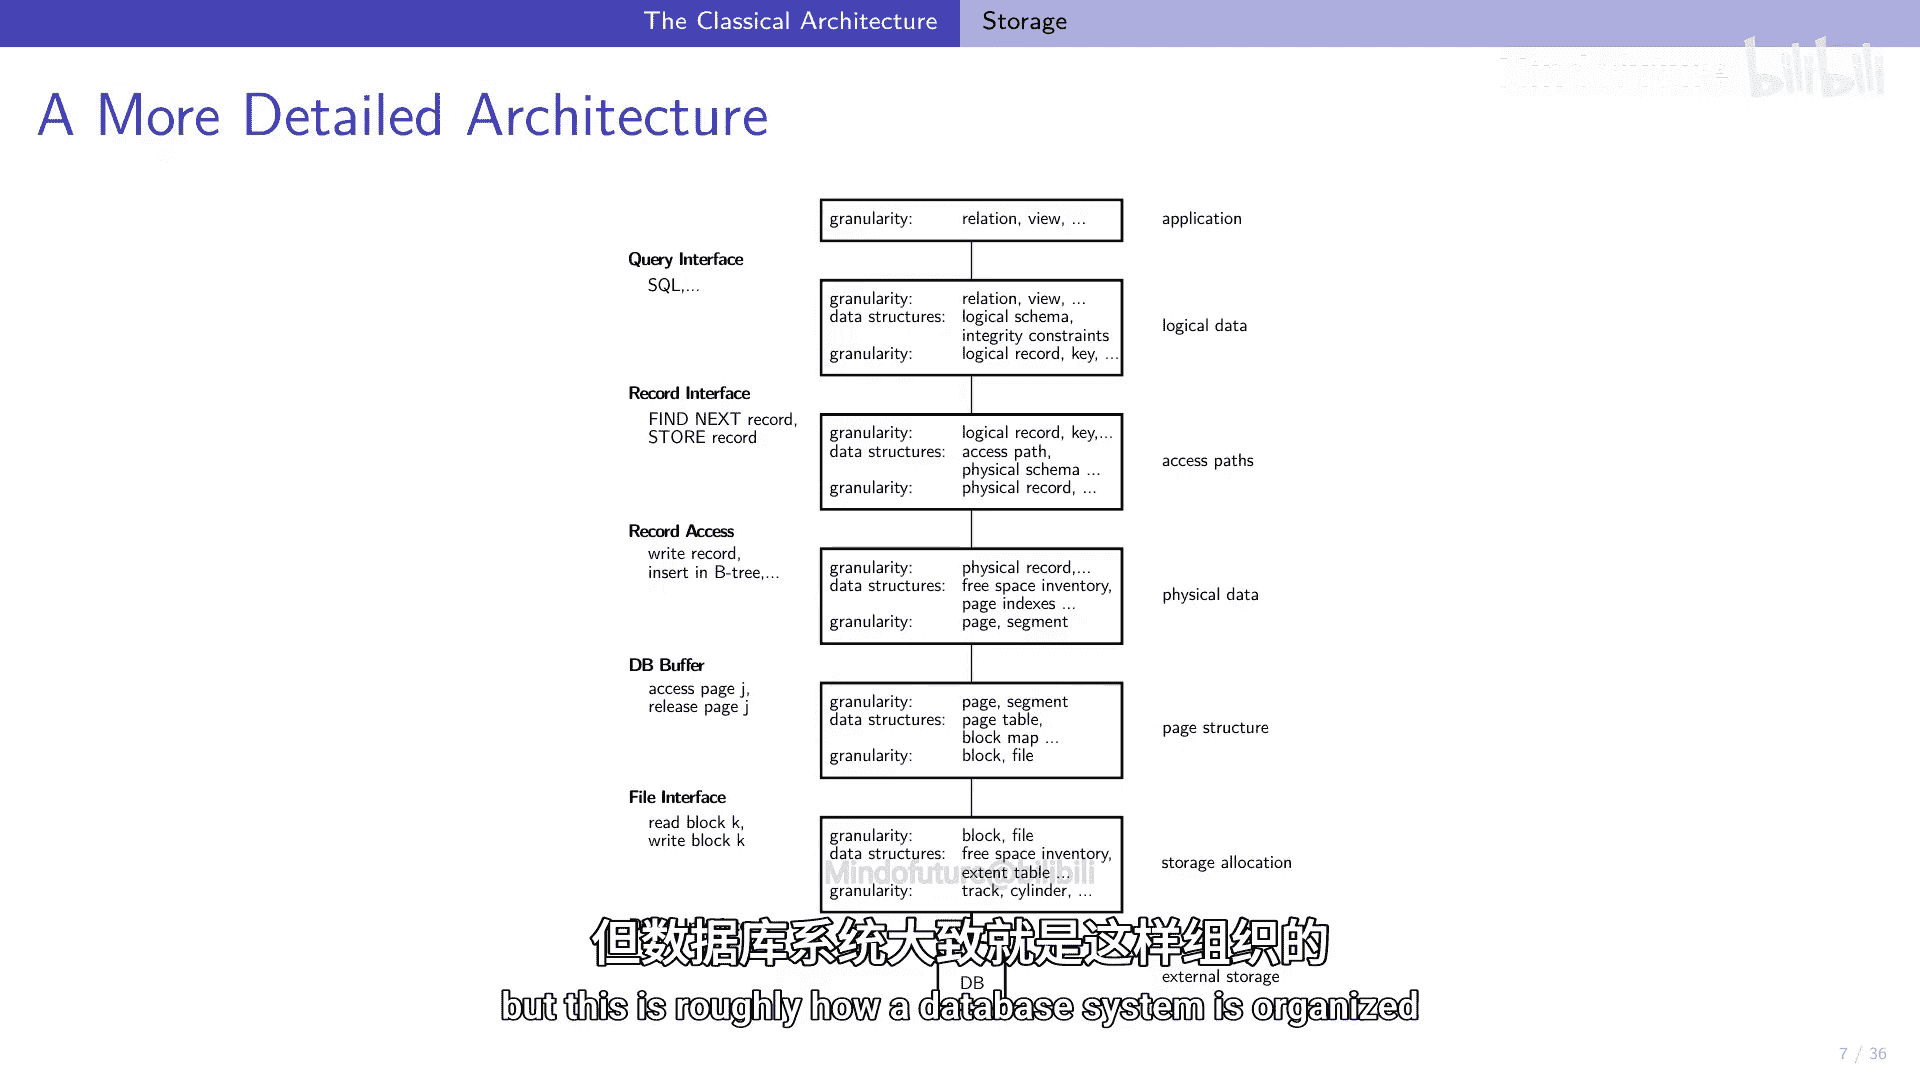 The Classical Architecture Storage
bilibili
A More Detailed Architecture
granularity: relation, view, ...
application
Query Interface
SQL,...
granularity: relation, view, ...
data structures: logical schema,
integrity constraints
granularity: logical record, key, ...
logical data
Record Interface
FIND NEXT record,
STORE record
granularity: logical record, key,...
data structures: access path,
physical schema ...
granularity: physical record, ...
access paths
Record Access
write record,
insert in B-tree,...
granularity: physical record,...
data structures: free space inventory,
page indexes ...
granularity: page, segment
physical data
DB Buffer
access page j,
release page j
granularity: page, segment
data structures: page table,
block map ...
granularity: block, file
page structure
File Interface
read block k,
write block k
granularity: block, file
data structures: free space inventory,
extent table ...
granularity: track, cylinder, ...
storage allocation
Mindofuture@bilibili
但数据库系统大致就是这样组织的
DB
external storage
but this is roughly how a database system is organized
7 / 36